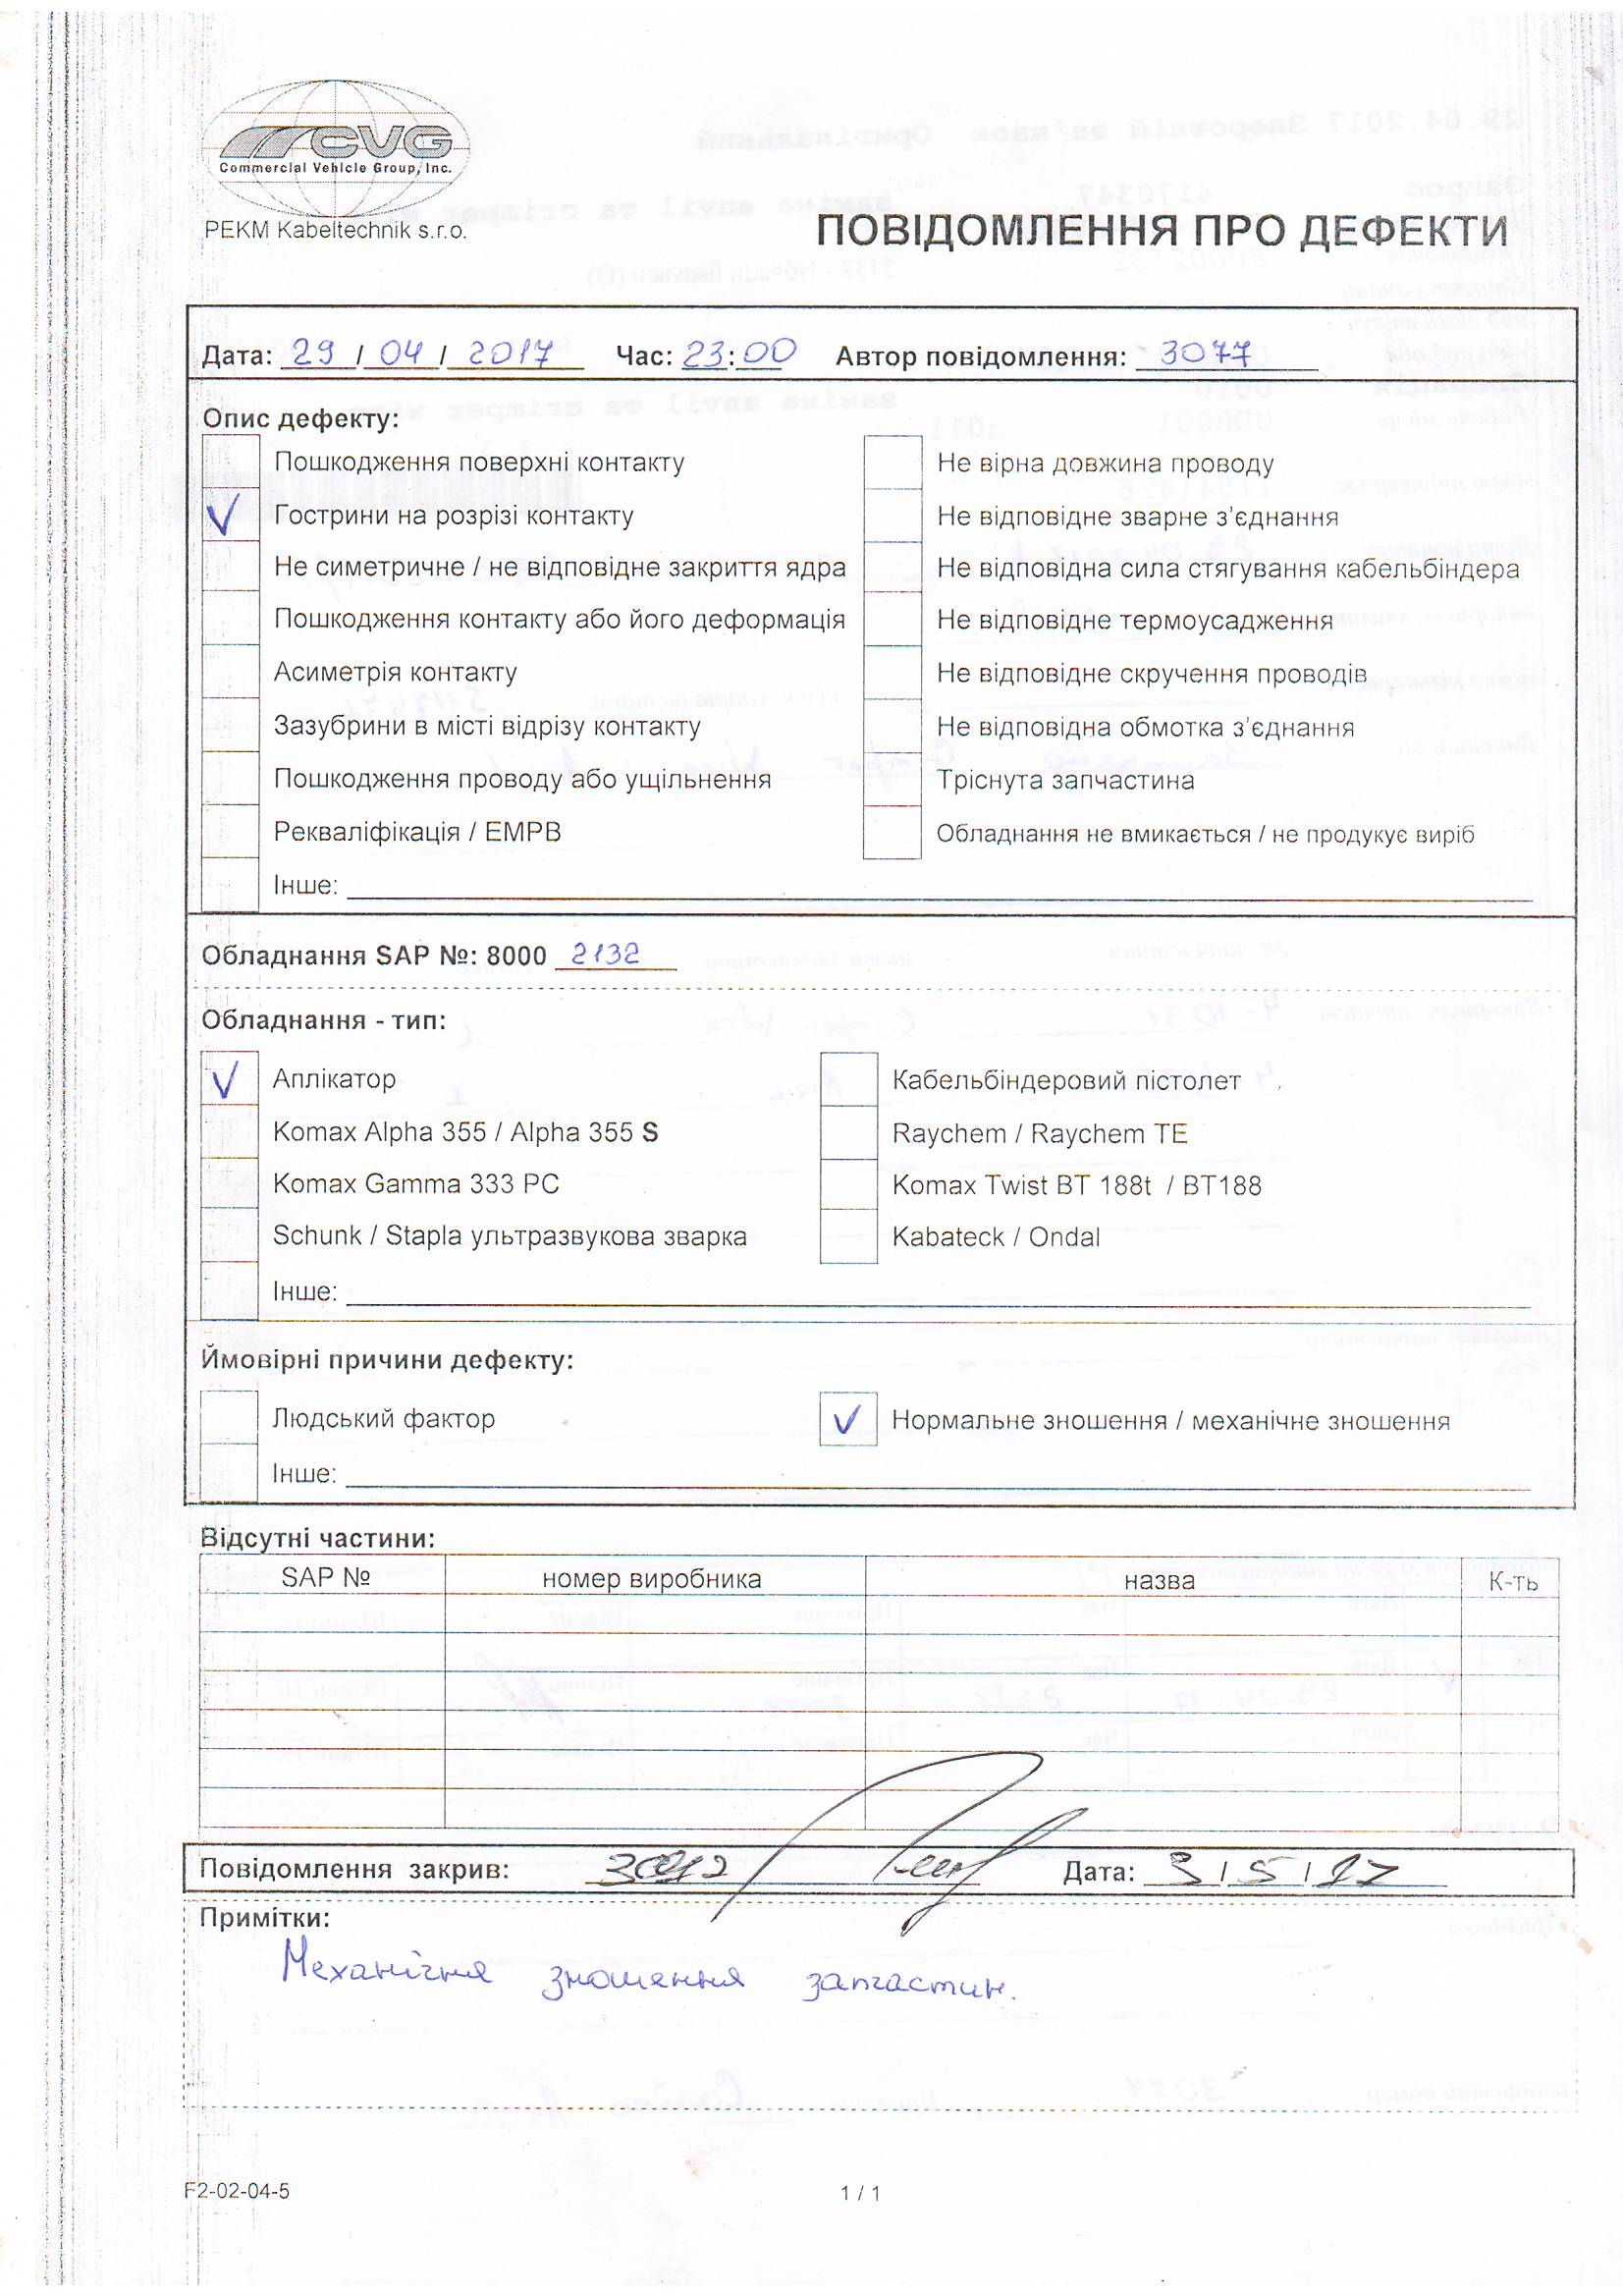 CVG
Commercial Vehicle Group, Inc.
PEKM Kabeltechnik s.r.o.
ПОВІДОМЛЕННЯ ПРО ДЕФЕКТИ
Дата: 29 / 04 / 2017 Час: 23:00 Автор повідомлення: 3077
Опис дефекту:
Пошкодження поверхні контакту Не вірна довжина проводу
V Гострини на розрізі контакту Не відповідне зварне з’єднання
Не симетричне / не відповідне закриття ядра Не відповідна сила стягування кабельбіндера
Пошкодження контакту або його деформація Не відповідне термоусадження
Асиметрія контакту Не відповідне скручення проводів
Зазубрини в місті відрізу контакту Не відповідна обмотка з’єднання
Пошкодження проводу або ущільнення Тріснута запчастина
Рекваліфікація / EMPB Обладнання не вмикається / не продукує виріб
Інше:
Обладнання SAP №: 8000 2132
Обладнання - тип:
V Аплікатор Кабельбіндеровий пістолет
Komax Alpha 355 / Alpha 355 S Raychem / Raychem TE
Komax Gamma 333 PC Komax Twist BT 188t / BT188
Schunk / Stapla ультразвукова зварка Kabateck / Ondal
Інше:
Ймовірні причини дефекту:
Людський фактор V Нормальне зношення / механічне зношення
Інше:
Відсутні частини:
SAP № номер виробника назва К-ть
Повідомлення закрив: Дата: 3 / 5 / 17
Примітки:
Механічня зношення запчастин.
F2-02-04-5 1 / 1